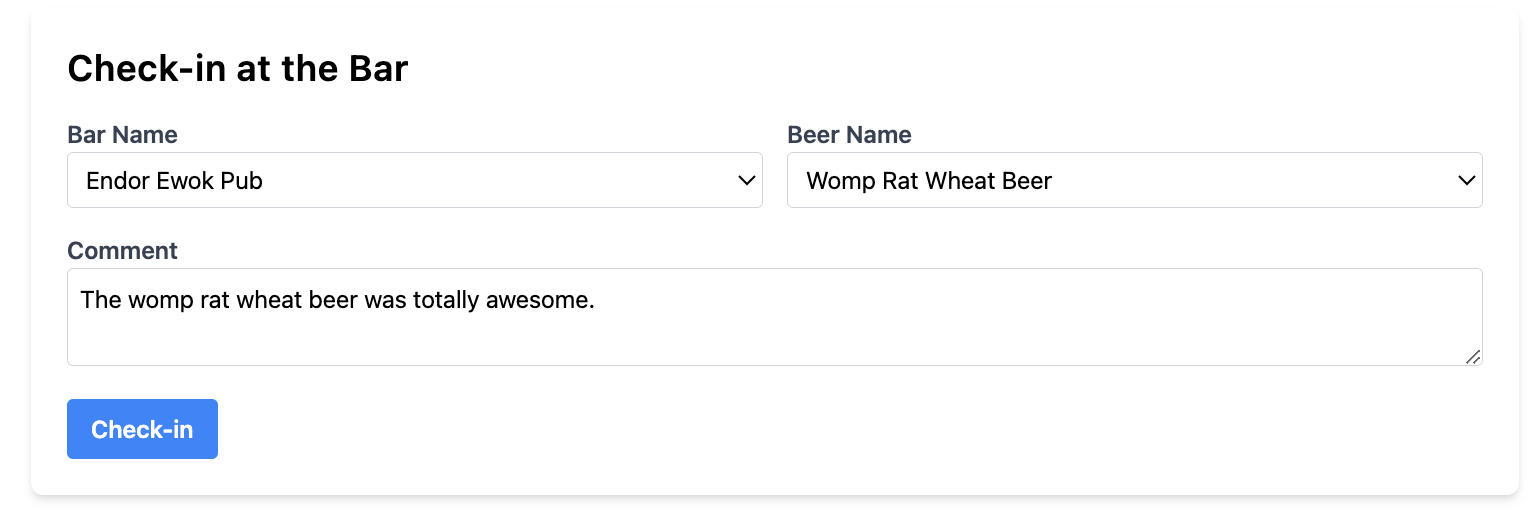 Check-in at the Bar
Bar Name
Beer Name
Endor Ewok Pub
Womp Rat Wheat Beer
Comment
The womp rat wheat beer was totally awesome.
Check-in